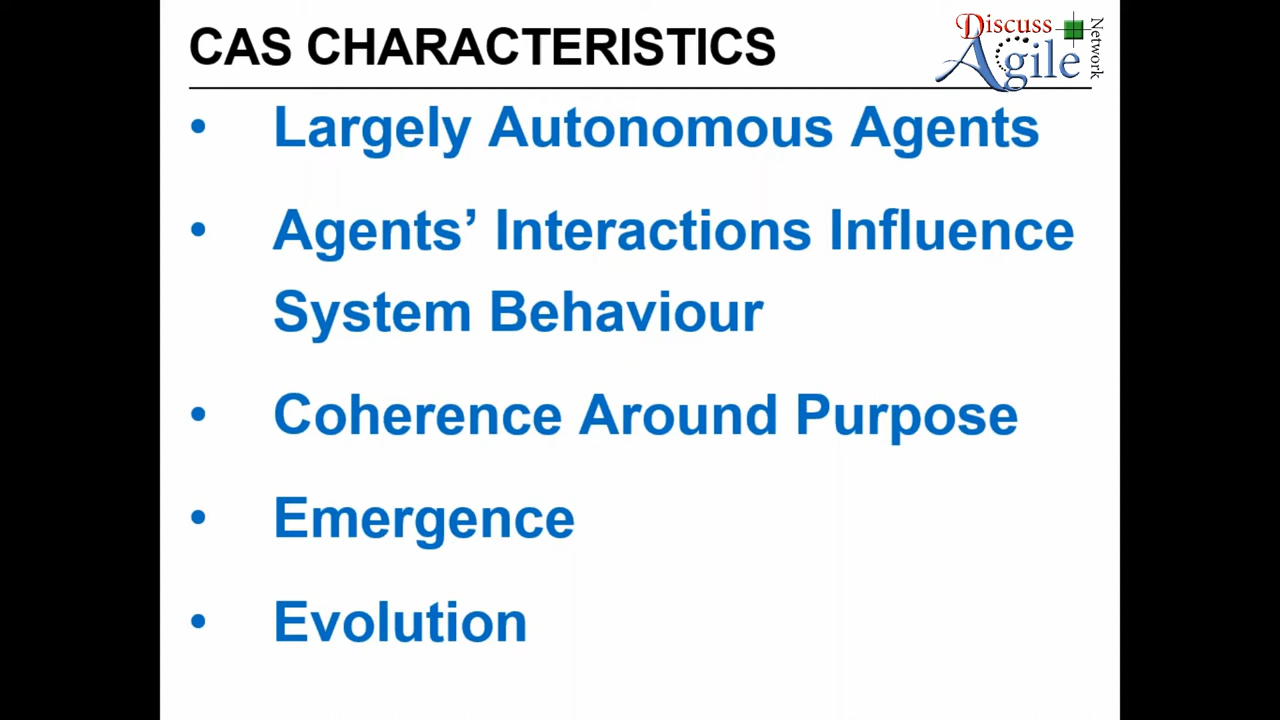 CAS CHARACTERISTICS
Discuss
Agile
Network
• Largely Autonomous Agents
• Agents’ Interactions Influence
System Behaviour
• Coherence Around Purpose
• Emergence
• Evolution